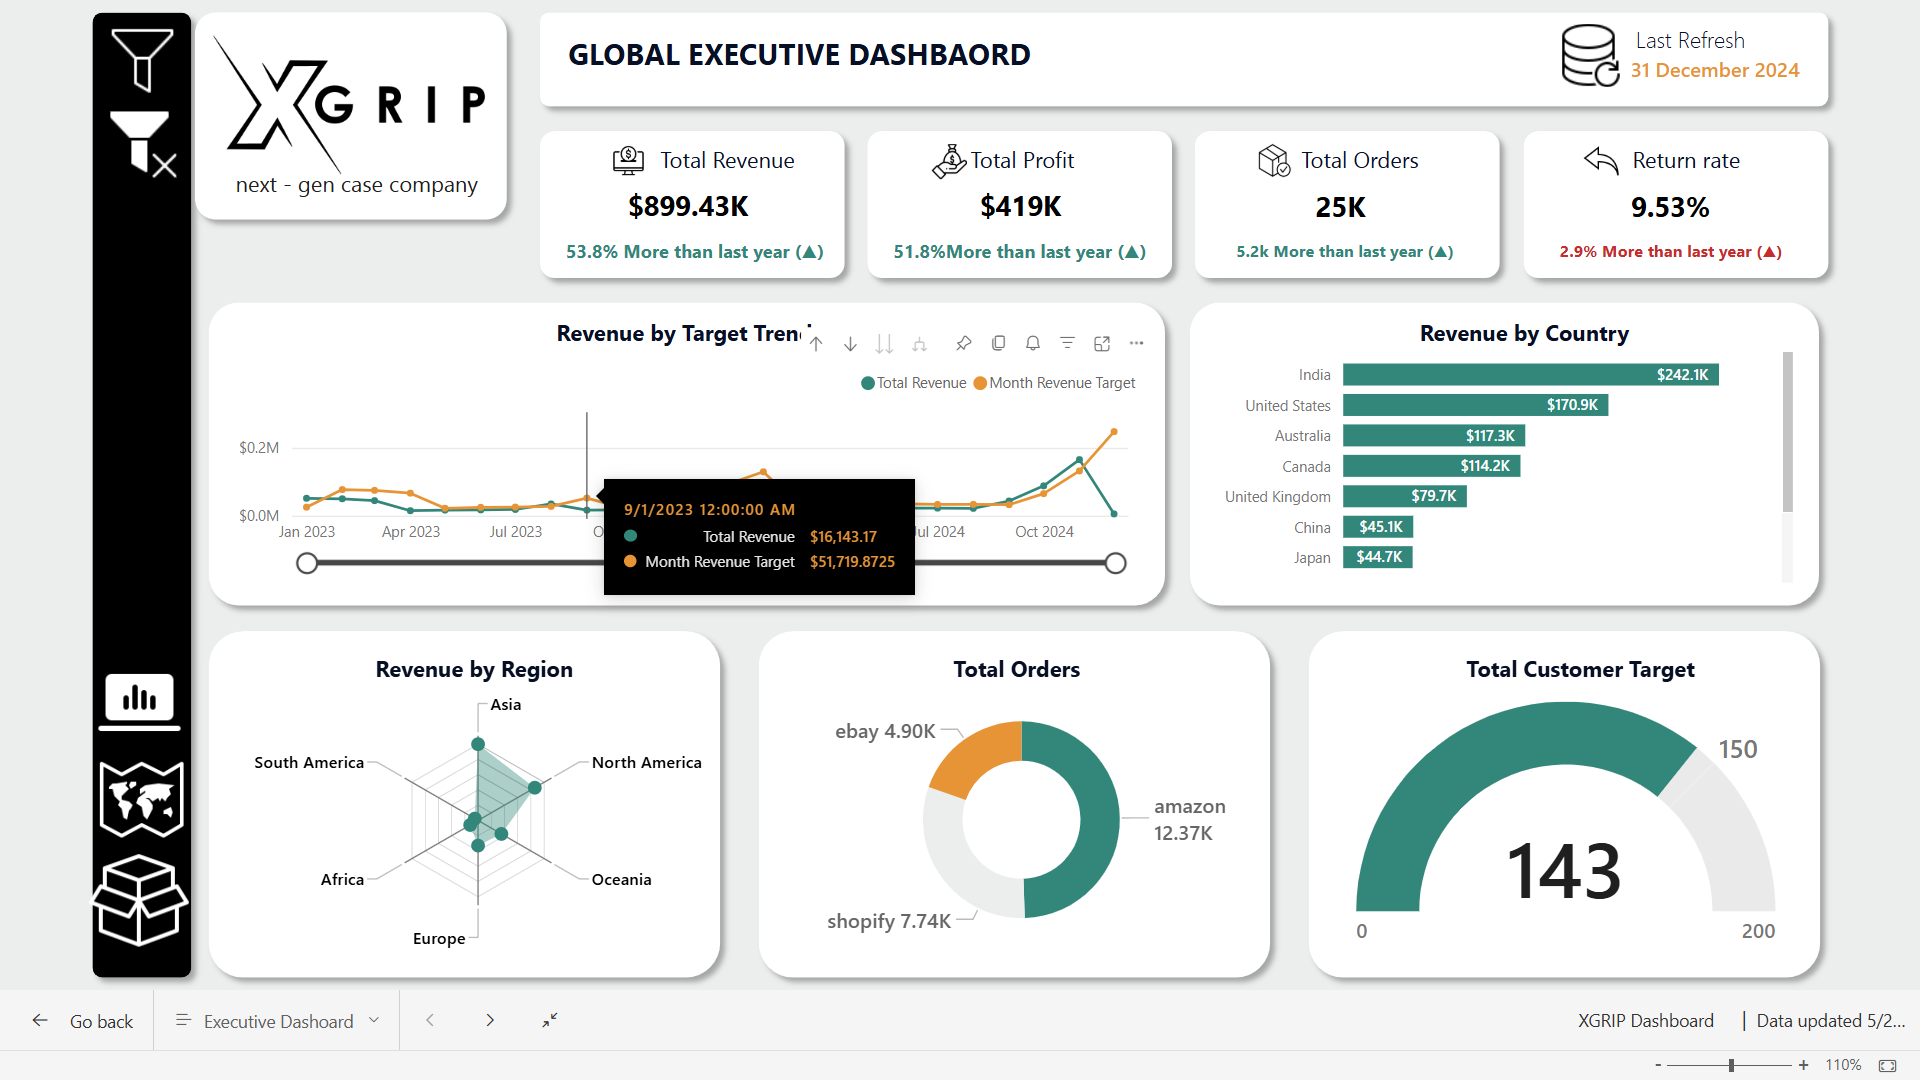 XGRIP
next - gen case company
GLOBAL EXECUTIVE DASHBAORD
Last Refresh
31 December 2024
Total Revenue
$899.43K
53.8% More than last year (▲)
Total Profit
$419K
51.8%More than last year (▲)
Total Orders
25K
5.2k More than last year (▲)
Return rate
9.53%
2.9% More than last year (▲)
Revenue by Target Tren
Total Revenue
Month Revenue Target
$0.2M
$0.0M
Jan 2023
Apr 2023
Jul 2023
O
ul 2024
Oct 2024
9/1/2023 12:00:00 AM
Total Revenue $16,143.17
Month Revenue Target $51,719.8725
Revenue by Country
India $242.1K
United States $170.9K
Australia $117.3K
Canada $114.2K
United Kingdom $79.7K
China $45.1K
Japan $44.7K
Revenue by Region
Asia
South America
North America
Africa
Oceania
Europe
Total Orders
ebay 4.90K
amazon
12.37K
shopify 7.74K
Total Customer Target
150
143
0
200
Go back
Executive Dashoard
XGRIP Dashboard
| Data updated 5/2...
- + 110%